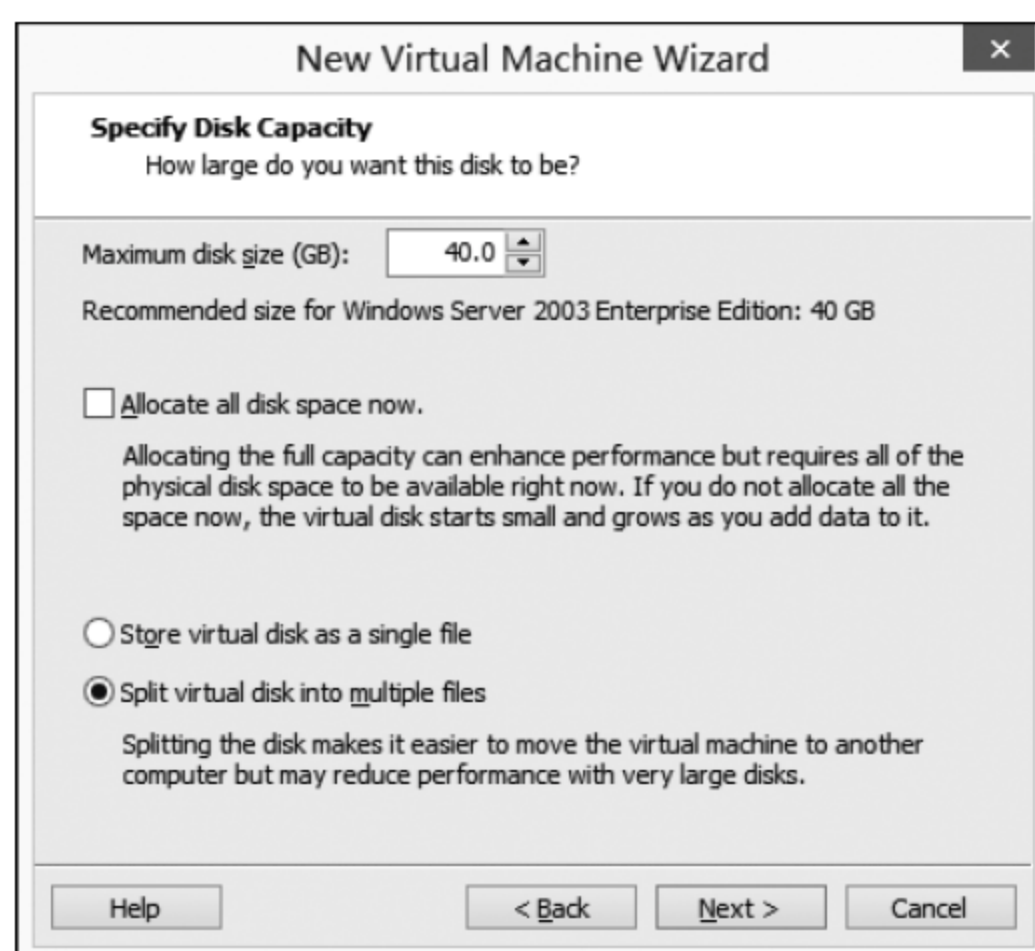 New Virtual Machine Wizard
Specify Disk Capacity
How large do you want this disk to be?
Maximum disk size (GB): 40.0
Recommended size for Windows Server 2003 Enterprise Edition: 40 GB
Allocate all disk space now.
Allocating the full capacity can enhance performance but requires all of the
physical disk space to be available right now. If you do not allocate all the
space now, the virtual disk starts small and grows as you add data to it.
Store virtual disk as a single file
Split virtual disk into multiple files
Splitting the disk makes it easier to move the virtual machine to another
computer but may reduce performance with very large disks.
Help < Back Next > Cancel